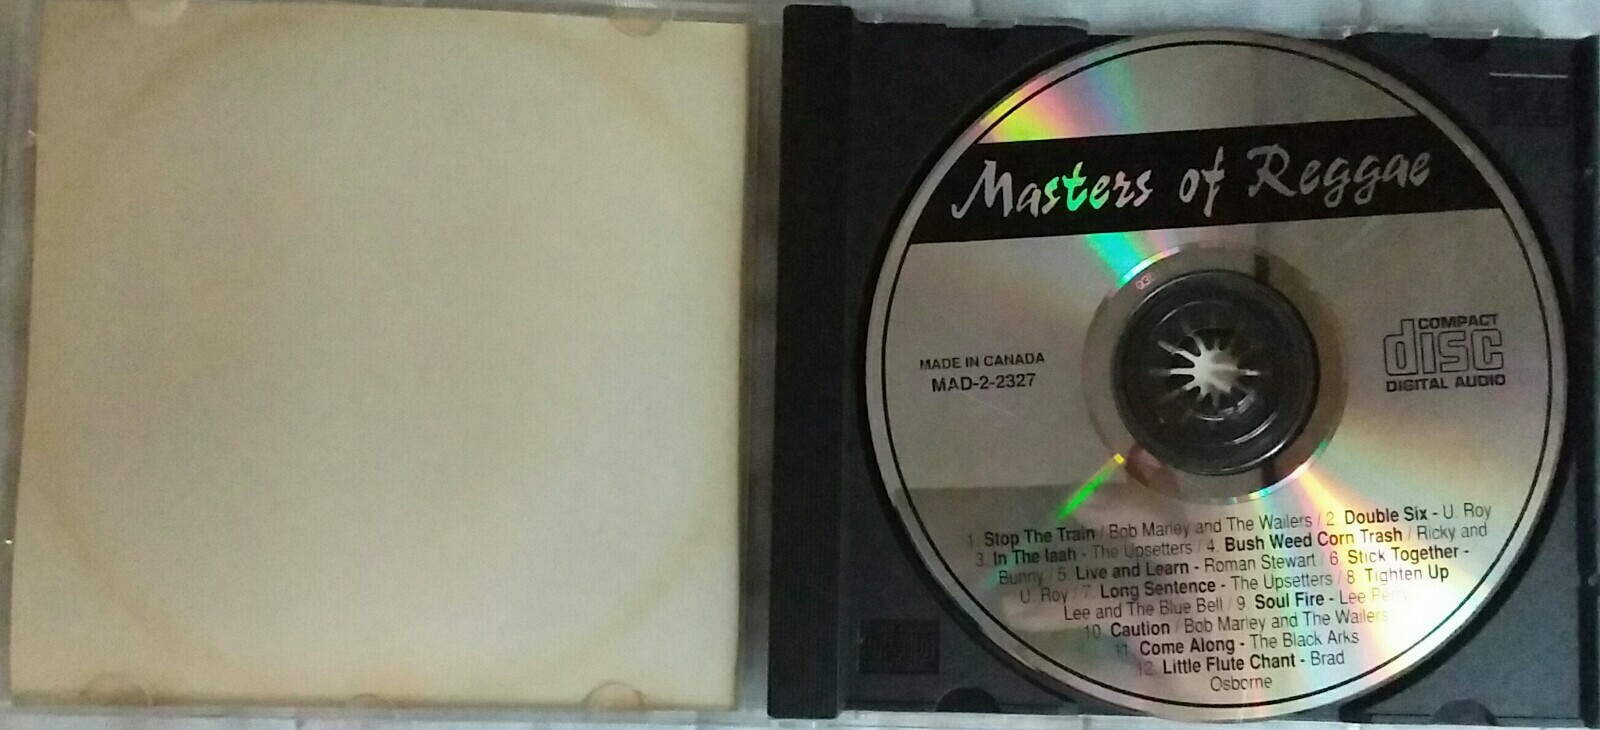 Masters of Reggae
MADE IN CANADA
MAD-2-2327
COMPACT
disc
DIGITAL AUDIO
1. Stop The Train / Bob Marley and The Wailers / 2. Double Six - U. Roy
3. In The Iaah - The Upsetters / 4. Bush Weed Corn Trash / Ricky and
Bunny / 5. Live and Learn - Roman Stewart / 6. Stick Together -
U. Roy / 7. Long Sentence - The Upsetters / 8. Tighten Up
Lee and The Blue Bell / 9. Soul Fire - Lee Perry
10. Caution / Bob Marley and The Wailers
11. Come Along - The Black Arks
12. Little Flute Chant - Brad
Osborne